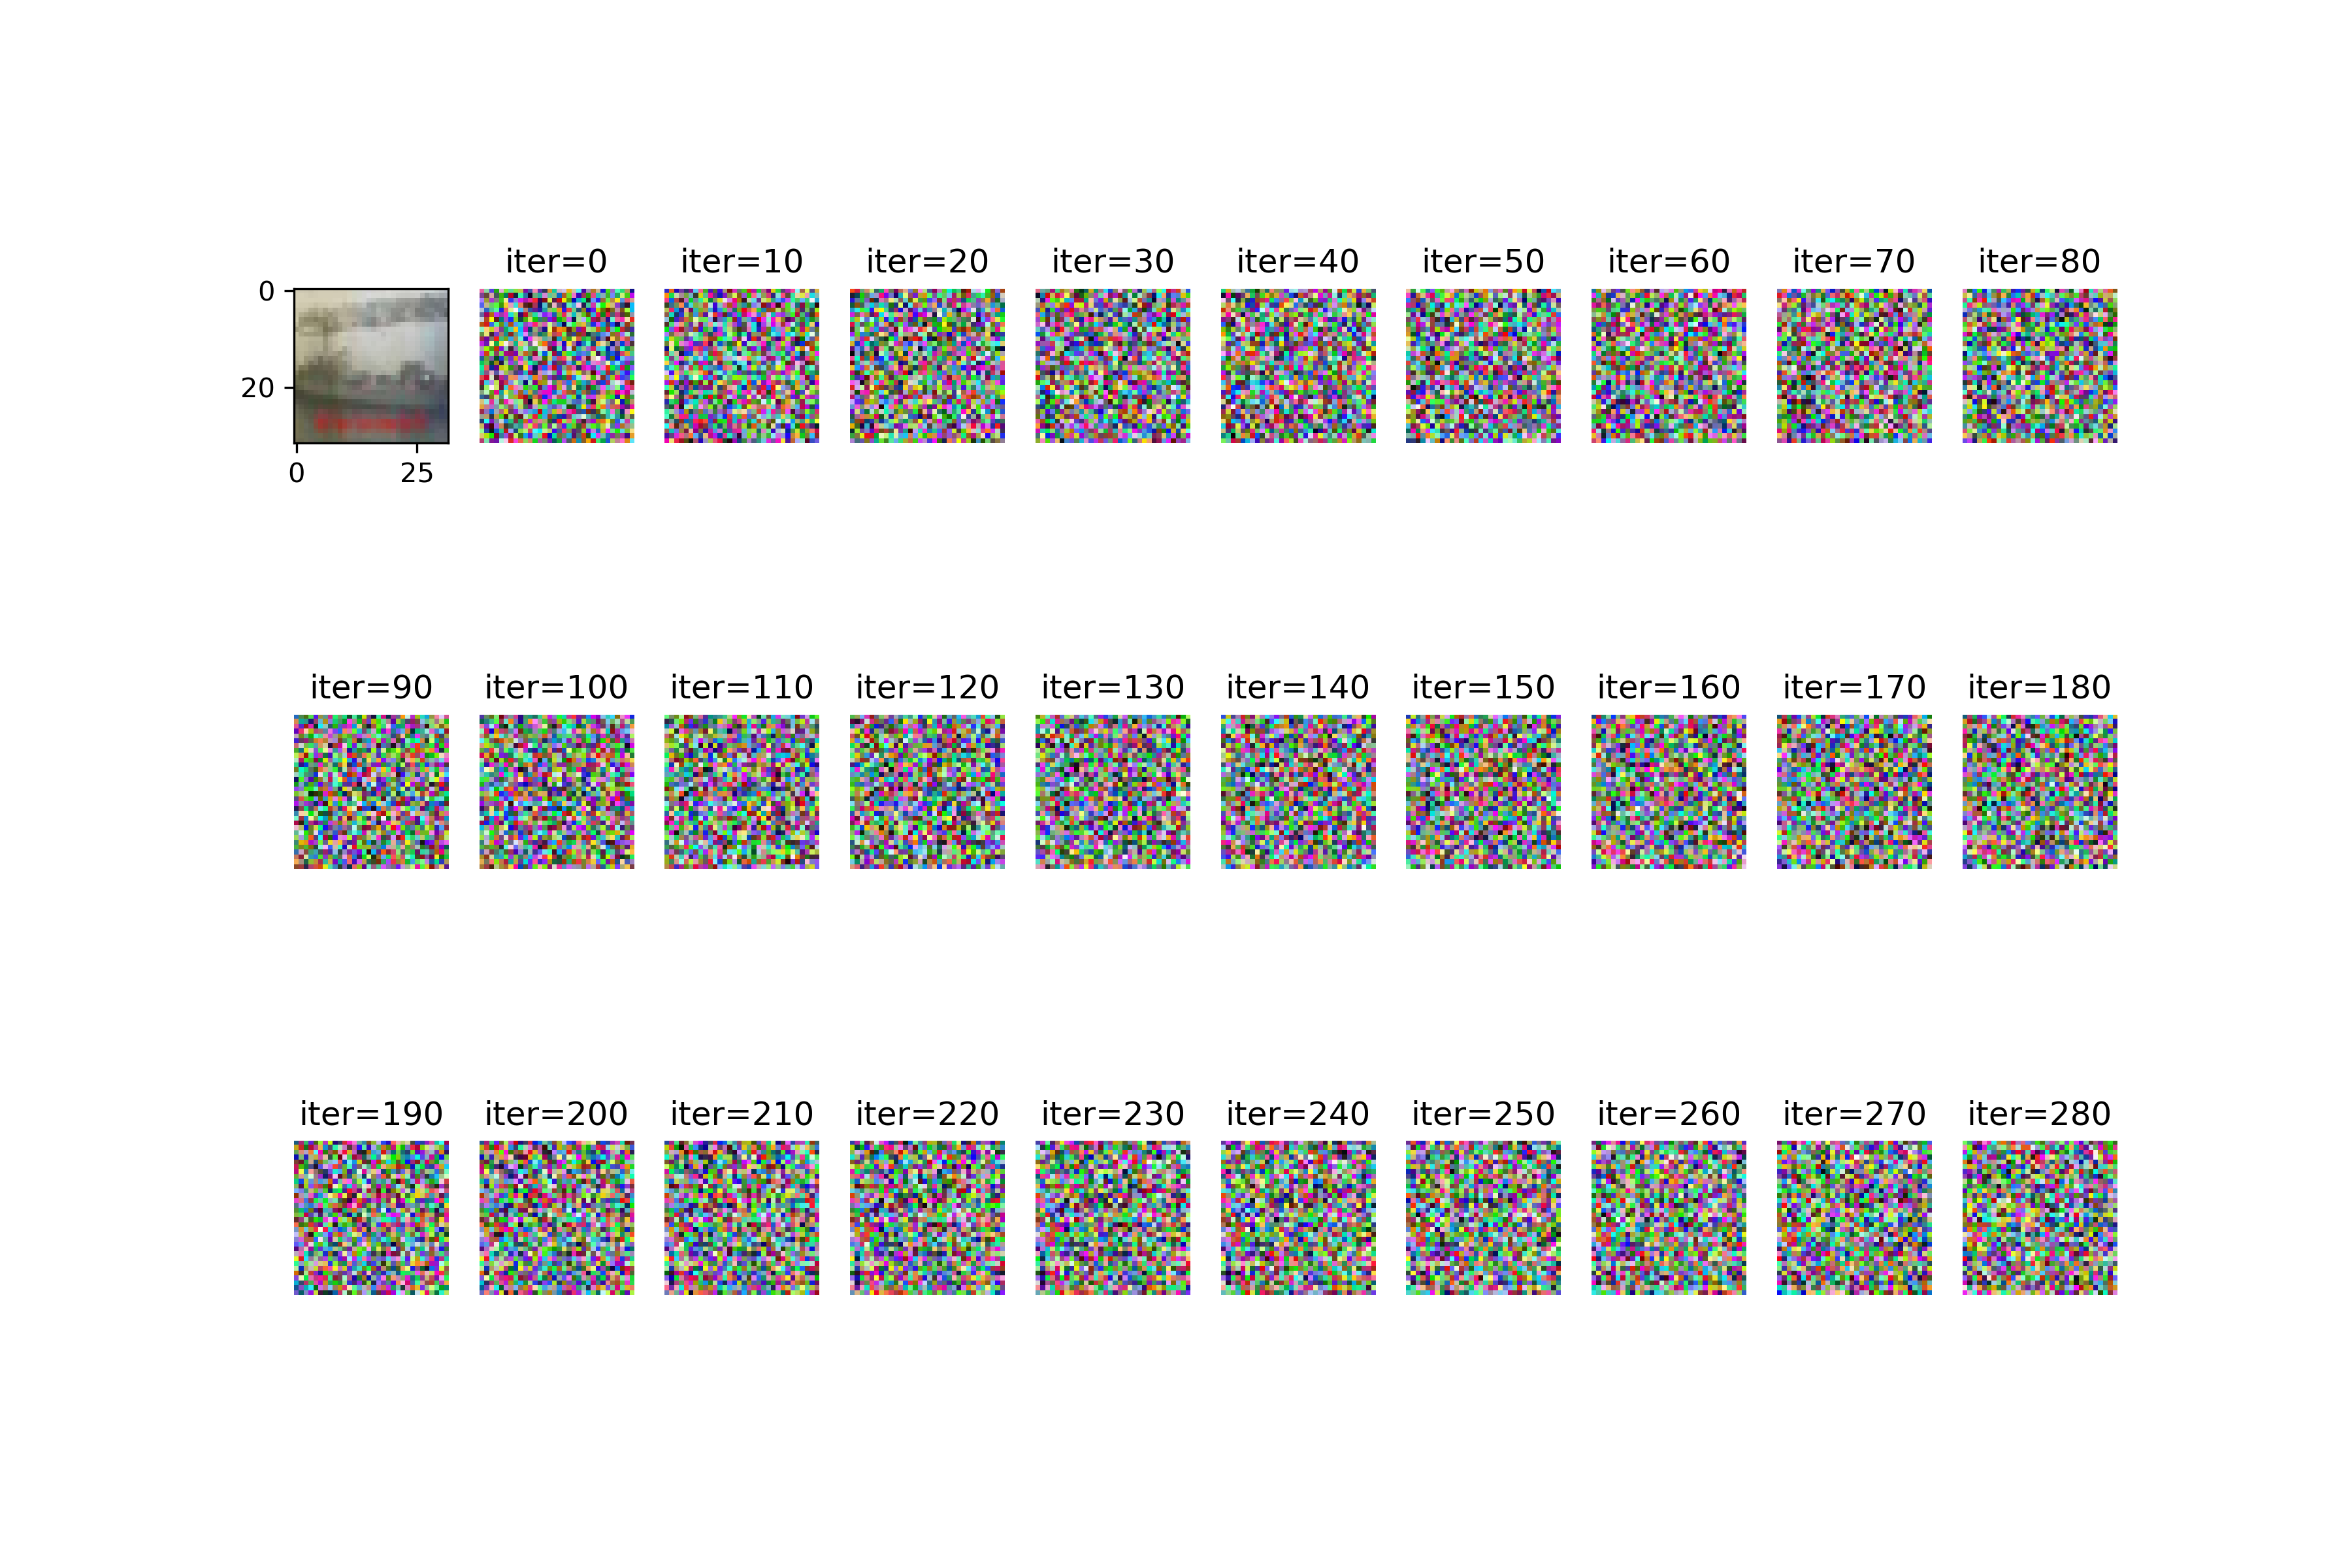 iter=0 iter=10 iter=20 iter=30 iter=40 iter=50 iter=60 iter=70 iter=80
0
20
0 25
iter=90 iter=100 iter=110 iter=120 iter=130 iter=140 iter=150 iter=160 iter=170 iter=180
iter=190 iter=200 iter=210 iter=220 iter=230 iter=240 iter=250 iter=260 iter=270 iter=280